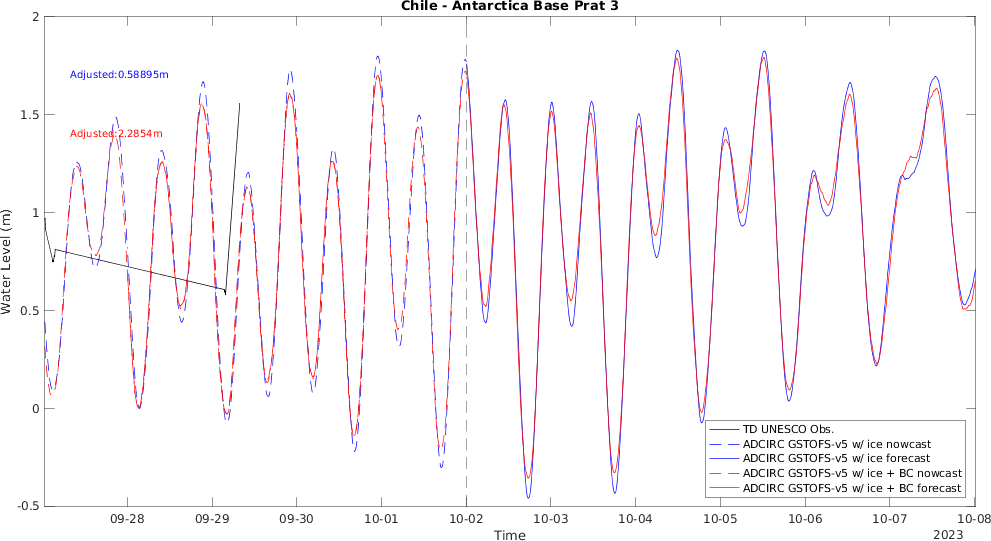 Chile - Antarctica Base Prat 3
2
1.5
1
0.5
0
-0.5
Water Level (m)
Adjusted:0.58895m
Adjusted:2.2854m
TD UNESCO Obs.
ADCIRC GSTOFS-v5 w/ ice nowcast
ADCIRC GSTOFS-v5 w/ ice forecast
ADCIRC GSTOFS-v5 w/ ice + BC nowcast
ADCIRC GSTOFS-v5 w/ ice + BC forecast
09-28 09-29 09-30 10-01 10-02 10-03 10-04 10-05 10-06 10-07 10-08
Time
2023